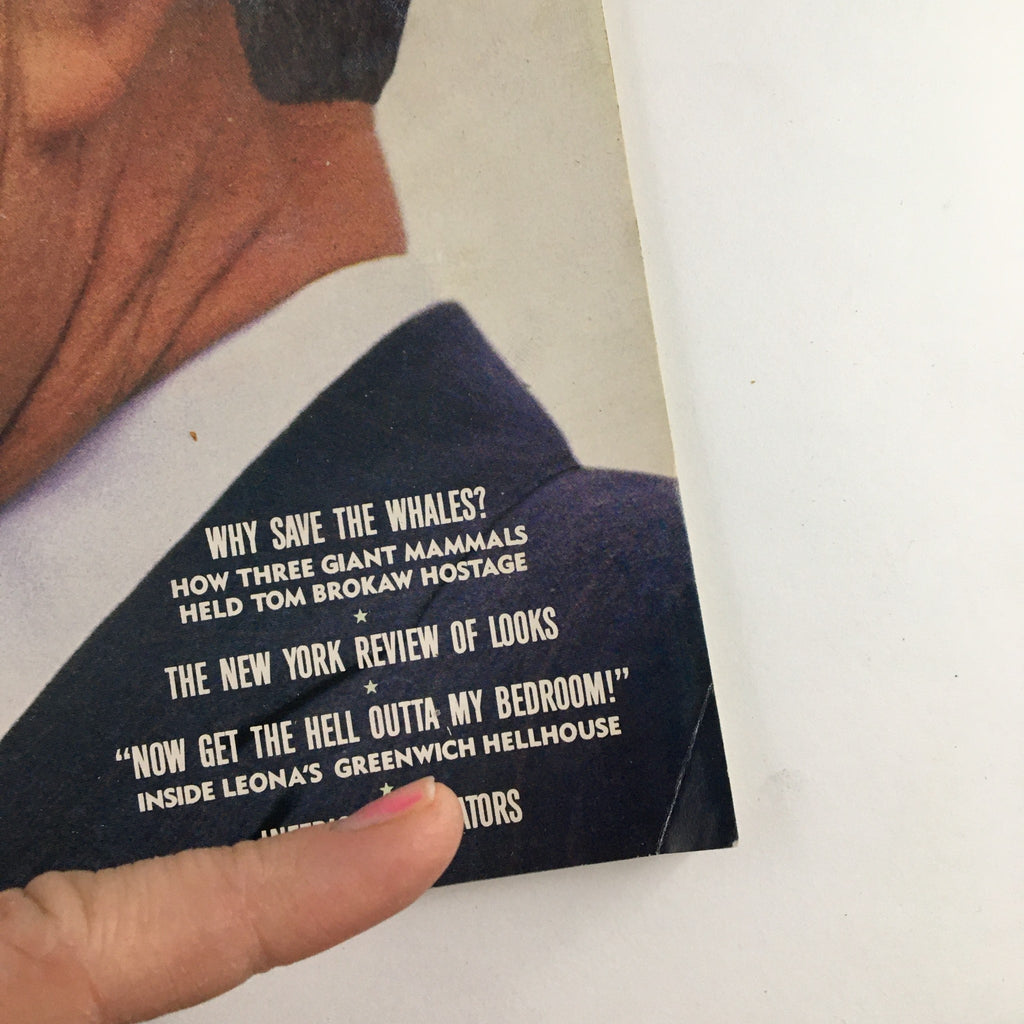 WHY SAVE THE WHALES?
HOW THREE GIANT MAMMALS
HELD TOM BROKAW HOSTAGE
THE NEW YORK REVIEW OF LOOKS
“NOW GET THE HELL OUTTA MY BEDROOM!”
INSIDE LEONA'S GREENWICH HELLHOUSE